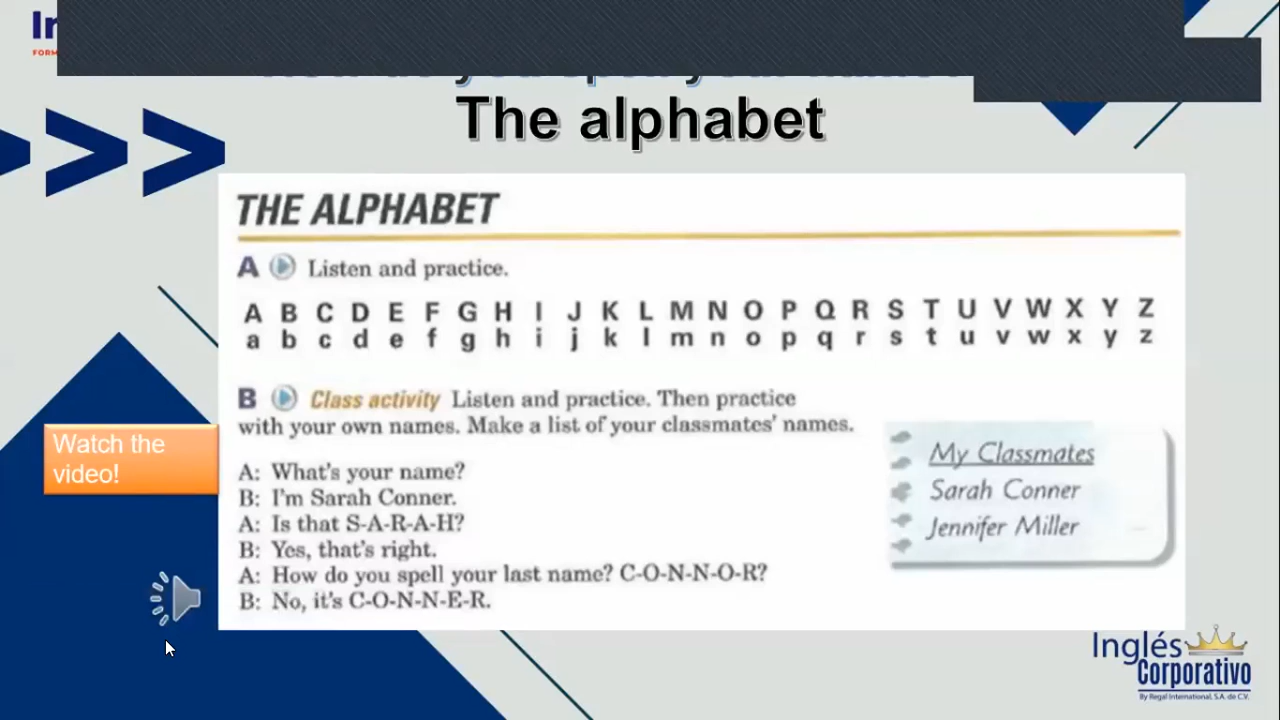 The alphabet
THE ALPHABET
A Listen and practice.
A B C D E F G H I J K L M N O P Q R S T U V W X Y Z
a b c d e f g h i j k l m n o p q r s t u v w x y z
B Class activity Listen and practice. Then practice
with your own names. Make a list of your classmates' names.
A: What's your name?
B: I'm Sarah Conner.
A: Is that S-A-R-A-H?
B: Yes, that's right.
A: How do you spell your last name? C-O-N-N-O-R?
B: No, it's C-O-N-N-E-R.
My Classmates
Sarah Conner
Jennifer Miller
Watch the
video!
Inglés
Corporativo
By Regal International, S.A. de C.V.